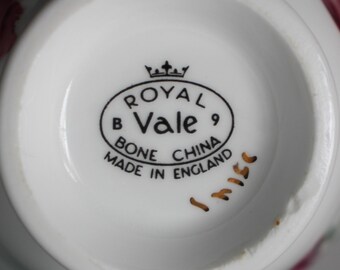 ROYAL
B Vale 9
BONE CHINA
MADE IN ENGLAND